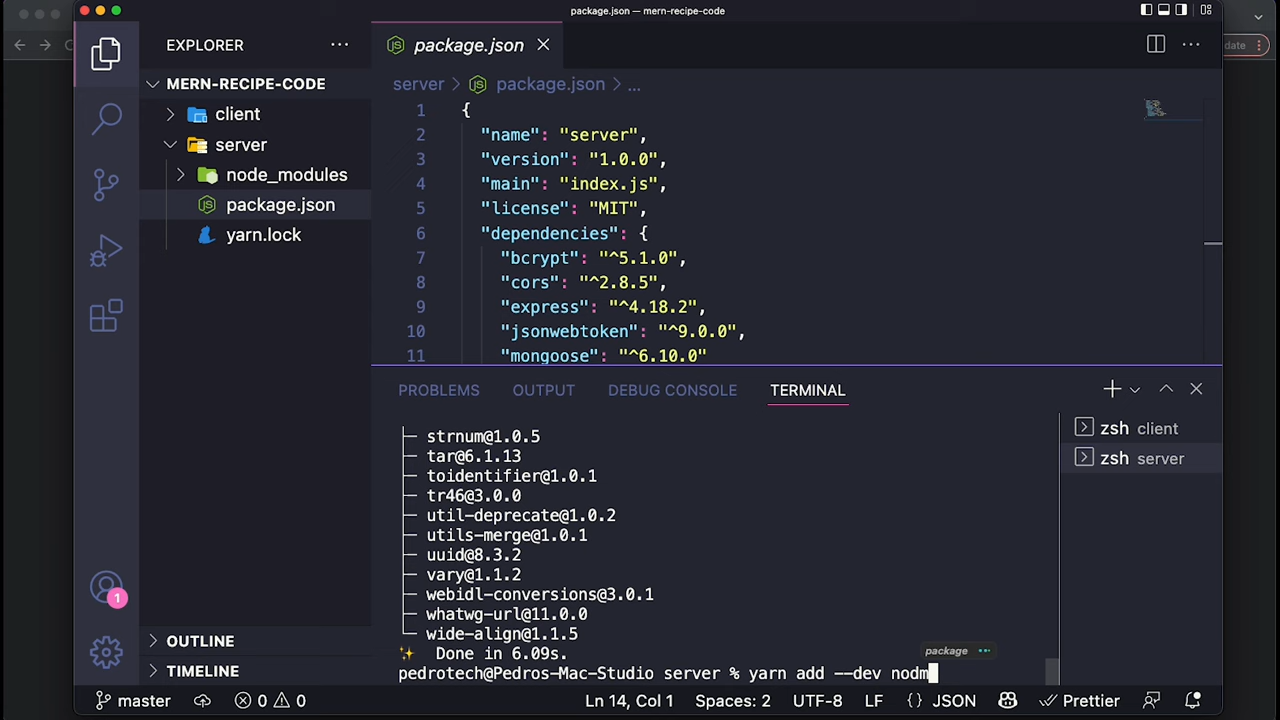 package.json — mern-recipe-code
date
EXPLORER
package.json
MERN-RECIPE-CODE
client
server
node_modules
package.json
yarn.lock
OUTLINE
TIMELINE
server > package.json > ...
1 {
2 "name": "server",
3 "version": "1.0.0",
4 "main": "index.js",
5 "license": "MIT",
6 "dependencies": {
7 "bcrypt": "^5.1.0",
8 "cors": "^2.8.5",
9 "express": "^4.18.2",
10 "jsonwebtoken": "^9.0.0",
11 "mongoose": "^6.10.0"
PROBLEMS OUTPUT DEBUG CONSOLE TERMINAL
├─ strnum@1.0.5
├─ tar@6.1.13
├─ toidentifier@1.0.1
├─ tr46@3.0.0
├─ util-deprecate@1.0.2
├─ utils-merge@1.0.1
├─ uuid@8.3.2
├─ vary@1.1.2
├─ webidl-conversions@3.0.1
├─ whatwg-url@11.0.0
└─ wide-align@1.1.5
✨ Done in 6.09s.
package
pedrotech@Pedros-Mac-Studio server % yarn add --dev nodm
zsh client
zsh server
1
master 0 0 Ln 14, Col 1 Spaces: 2 UTF-8 LF {} JSON Prettier